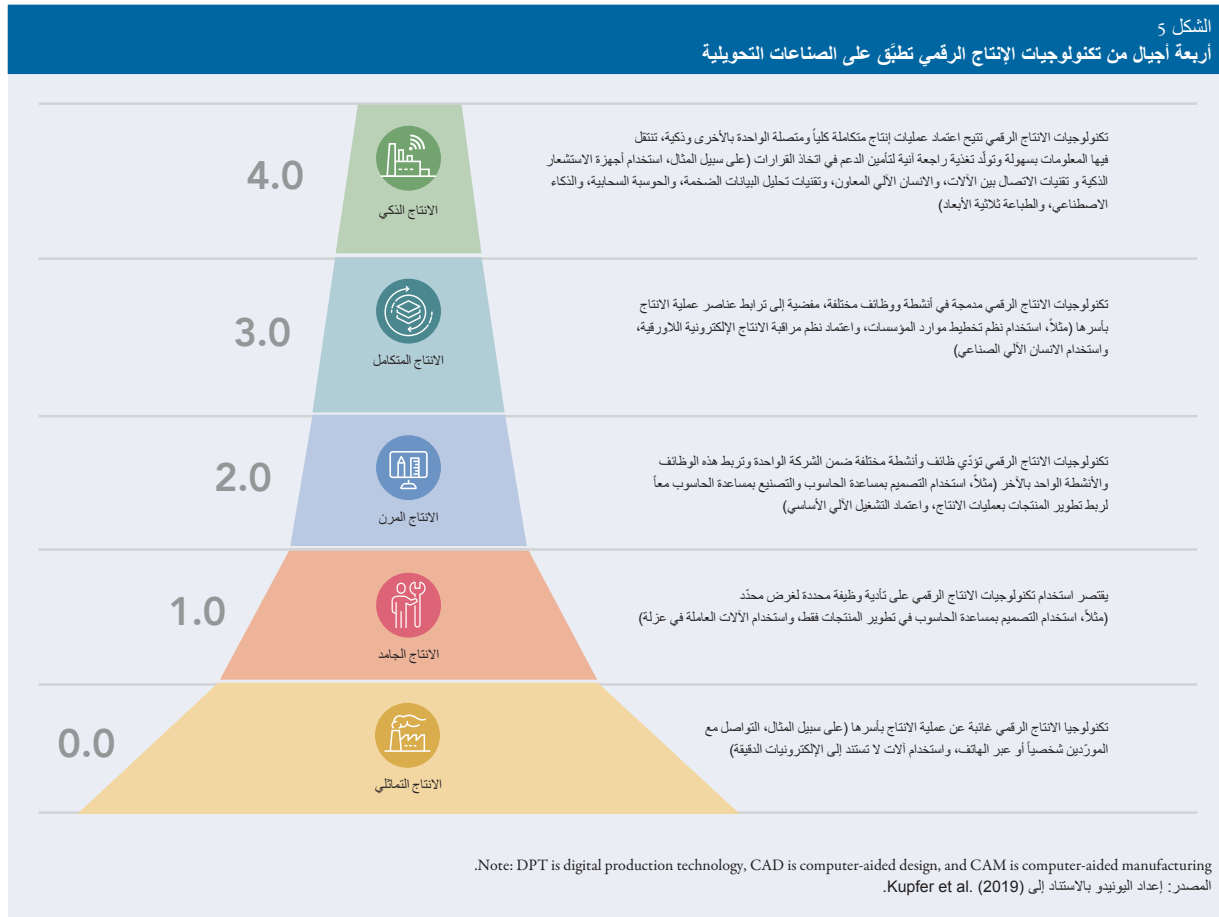 الشكل 5
أربعة أجيال من تكنولوجيات الإنتاج الرقمي تطبَّق على الصناعات التحويلية
4.0
الانتاج الذكي
تكنولوجيات الانتاج الرقمي تتيح اعتماد عمليات إنتاج متكاملة كلياً ومتصلة الواحدة بالأخرى وذكية، تنتقل
فيها المعلومات بسهولة وتولّد تغذية راجعة آنية لتأمين الدعم في اتخاذ القرارات (على سبيل المثال، استخدام أجهزة الاستشعار
الذكية و تقنيات الاتصال بين الآلات، والانسان الآلي المعاون، وتقنيات تحليل البيانات الضخمة، والحوسبة السحابية، والذكاء
الاصطناعي، والطباعة ثلاثية الأبعاد)
3.0
الانتاج المتكامل
تكنولوجيات الانتاج الرقمي مدمجة في أنشطة ووظائف مختلفة، مفضية إلى ترابط عناصر عملية الانتاج
بأسرها (مثلاً، استخدام نظم تخطيط موارد المؤسسات، واعتماد نظم مراقبة الانتاج الإلكترونية اللاورقية،
واستخدام الانسان الآلي الصناعي)
2.0
الانتاج المرن
تكنولوجيات الانتاج الرقمي تؤدّي ظائف وأنشطة مختلفة ضمن الشركة الواحدة وتربط هذه الوظائف
والأنشطة الواحد بالآخر (مثلاً، استخدام التصميم بمساعدة الحاسوب والتصنيع بمساعدة الحاسوب معاً
لربط تطوير المنتجات بعمليات الانتاج، واعتماد التشغيل الآلي الأساسي)
1.0
الانتاج الجامد
يقتصر استخدام تكنولوجيات الانتاج الرقمي على تأدية وظيفة محددة لغرض محدّد
(مثلاً، استخدام التصميم بمساعدة الحاسوب في تطوير المنتجات فقط، واستخدام الآلات العاملة في عزلة)
0.0
الانتاج التماثلي
تكنولوجيا الانتاج الرقمي غائبة عن عملية الانتاج بأسرها (على سبيل المثال، التواصل مع
المورّدين شخصياً أو عبر الهاتف، واستخدام آلات لا تستند إلى الإلكترونيات الدقيقة)
.Note: DPT is digital production technology, CAD is computer-aided design, and CAM is computer-aided manufacturing
المصدر: إعداد اليونيدو بالاستناد إلى Kupfer et al. (2019).